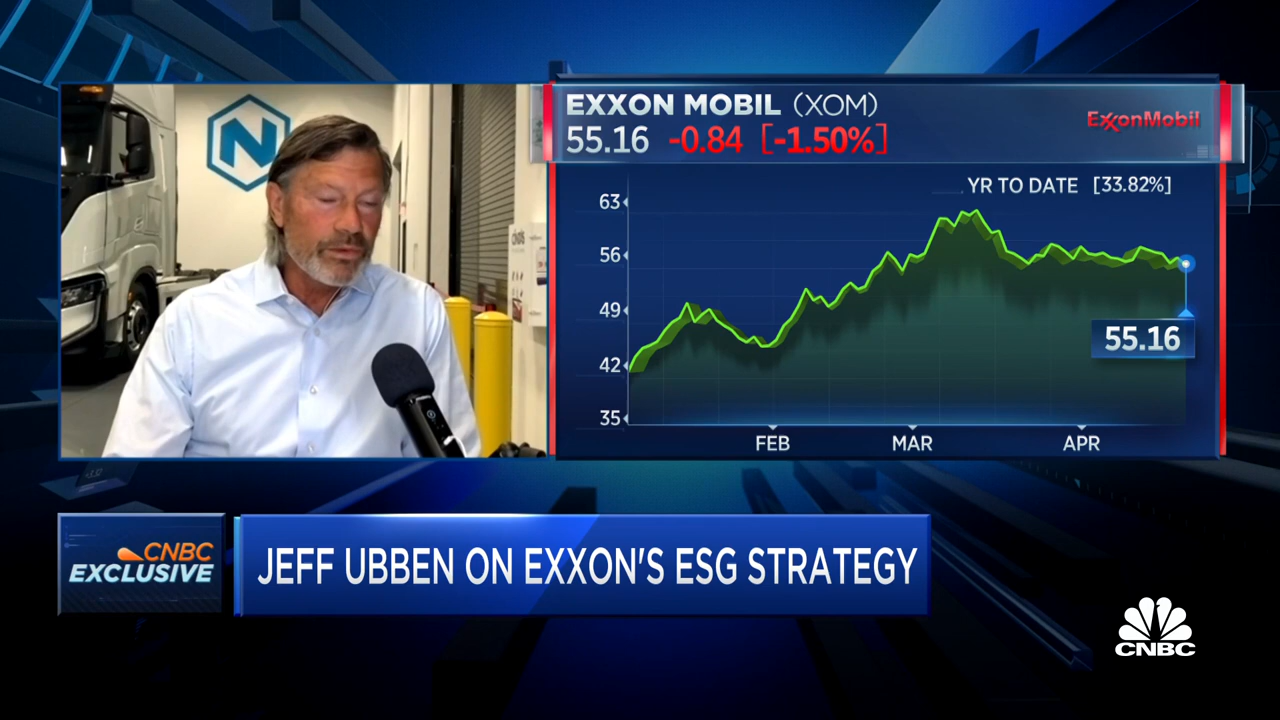 N
EXXON MOBIL (XOM)
55.16 -0.84 [-1.50%]
ExxonMobil
YR TO DATE [33.82%]
63
56
49
42
35
FEB MAR APR
55.16
CNBC
EXCLUSIVE
JEFF UBBEN ON EXXON'S ESG STRATEGY
CNBC